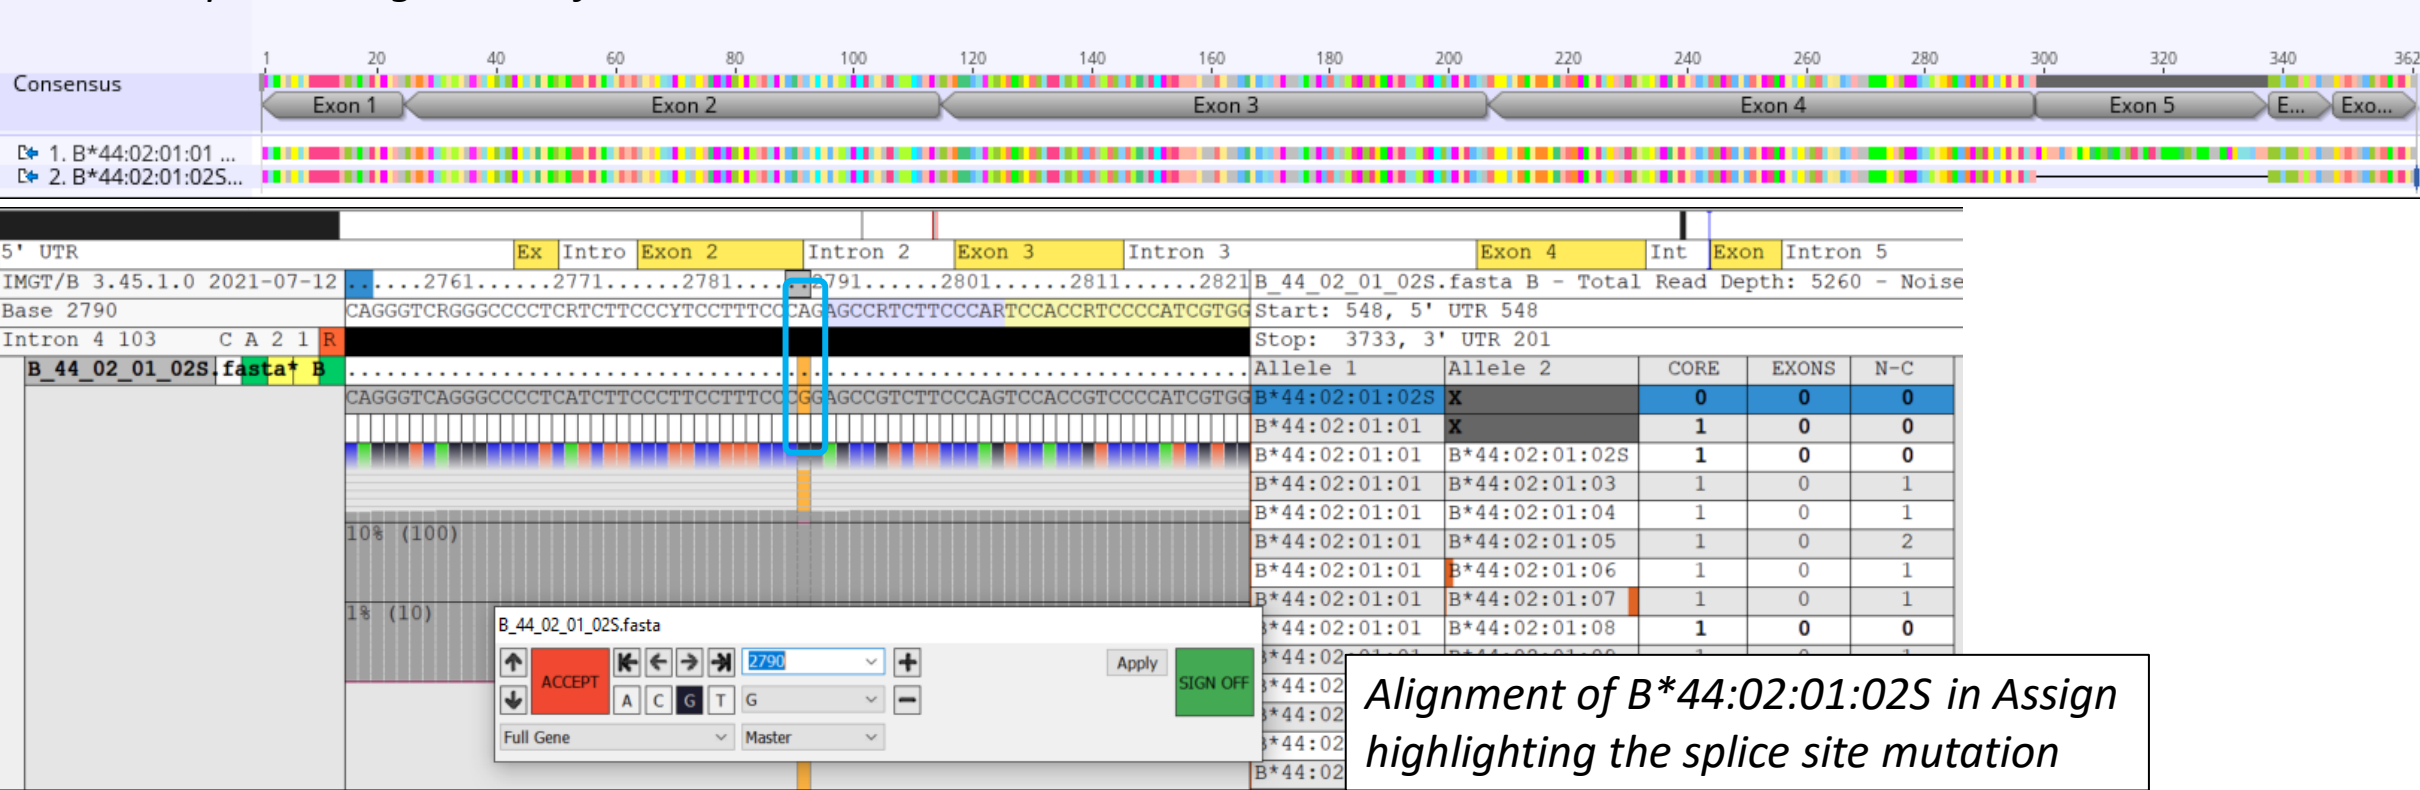 1 20 40 60 80 100 120 140 160 180 200 220 240 260 280 300 320 340 362
Consensus
Exon 1 Exon 2 Exon 3 Exon 4 Exon 5 E... Exo...
1. B*44:02:01:01 ...
2. B*44:02:01:02S...
5' UTR Ex Intro Exon 2 Intron 2 Exon 3 Intron 3 Exon 4 Int Exon Intron 5
IMGT/B 3.45.1.0 2021-07-12 ......2761......2771......2781......2791......2801......2811......2821 B_44_02_01_02S.fasta B - Total Read Depth: 5260 - Noise
Base 2790 CAGGGTCRGGGCCCCTCRTCTTCCCYTCCTTTCCCAGAGCCRTCTTCCCARTCCACCRTCCCCATCGTGG Start: 548, 5' UTR 548
Intron 4 103 C A 2 1 R Stop: 3733, 3' UTR 201
B_44_02_01_02S.fasta* B Allele 1 Allele 2 CORE EXONS N-C
CAGGGTCAGGGCCCCTCATCTTCCCTTCCTTTCCCGGAGCCGTCTTCCCAGTCCACCGTCCCCATCGTGG B*44:02:01:02S X 0 0 0
B*44:02:01:01 X 1 0 0
B*44:02:01:01 B*44:02:01:02S 1 0 0
B*44:02:01:01 B*44:02:01:03 1 0 1
B*44:02:01:01 B*44:02:01:04 1 0 1
10% (100)
B*44:02:01:01 B*44:02:01:05 1 0 2
B*44:02:01:01 B*44:02:01:06 1 0 1
B*44:02:01:01 B*44:02:01:07 1 0 1
1% (10)
B*44:02:01:01 B*44:02:01:08 1 0 0
B_44_02_01_02S.fasta
ACCEPT 2790 Apply SIGN OFF
A C G T G
Full Gene Master
Alignment of B*44:02:01:02S in Assign
highlighting the splice site mutation